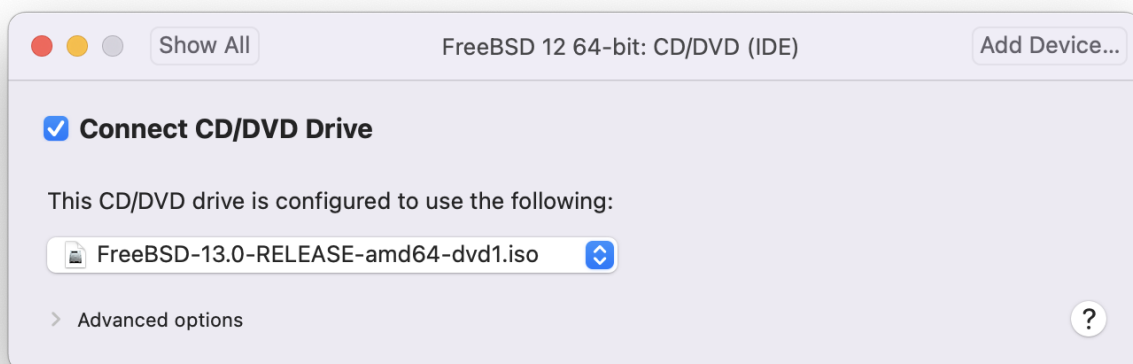 Show All
FreeBSD 12 64-bit: CD/DVD (IDE)
Add Device...
Connect CD/DVD Drive
This CD/DVD drive is configured to use the following:
FreeBSD-13.0-RELEASE-amd64-dvd1.iso
Advanced options
?